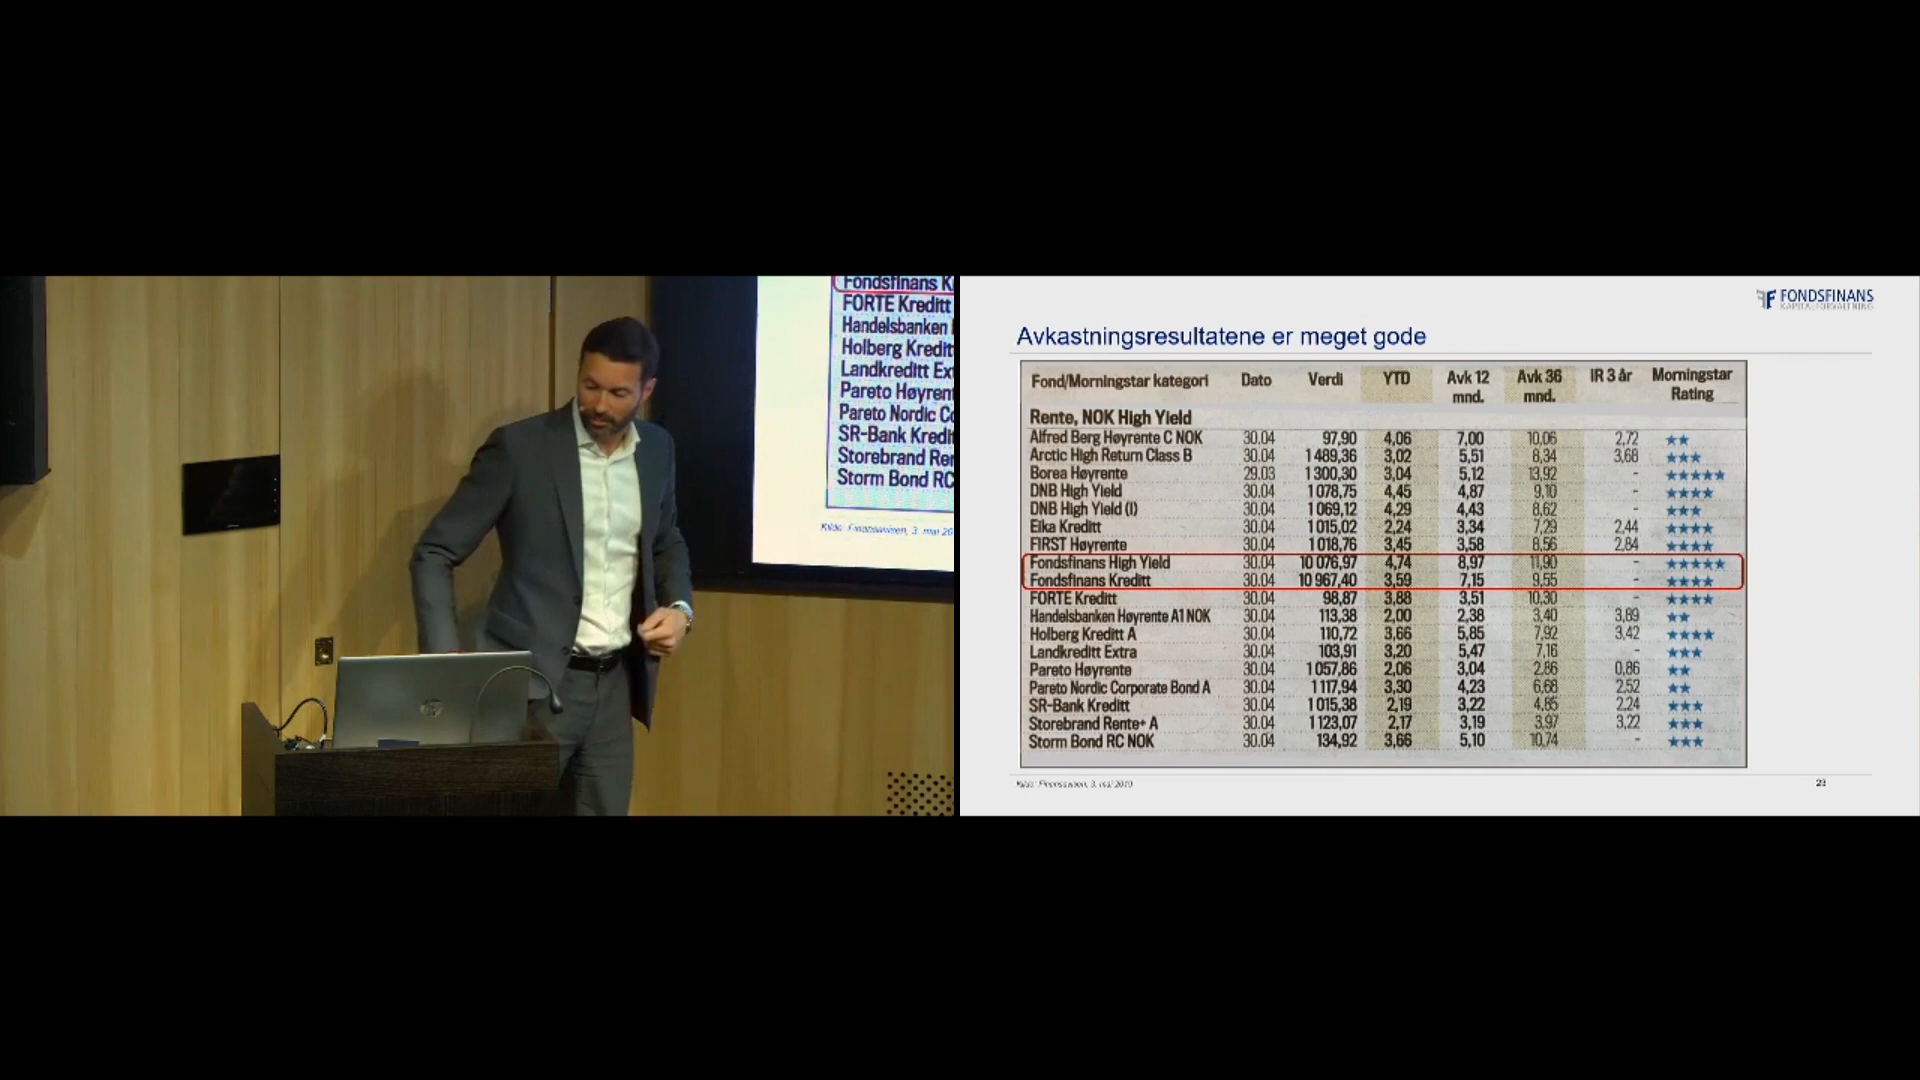 Fondsfinans K
FORTE Kreditt
Handelsbanken
Holberg Kredit
Landkreditt Ex
Pareto Høyren
Pareto Nordic Co
SR-Bank Kredi
Storebrand Re
Storm Bond RC
Kilde: Finansavisen, 3. mai 20
FONDSFINANS
KAPITALFORVALTNING
Avkastningsresultatene er meget gode
Fond/Morningstar kategori Dato Verdi YTD Avk 12 mnd. Avk 36 mnd. IR 3 år Morningstar Rating
Rente, NOK High Yield
Alfred Berg Høyrente C NOK 30.04 97,90 4,06 7,00 10,06 2,72 ★★
Arctic High Return Class B 30.04 1 489,36 3,02 5,51 8,34 3,68 ★★★
Borea Høyrente 29.03 1 300,30 3,04 5,12 13,92 - ★★★★★
DNB High Yield 30.04 1 078,75 4,45 4,87 9,10 - ★★★★
DNB High Yield (I) 30.04 1 069,12 4,29 4,43 8,62 - ★★★
Eika Kreditt 30.04 1 015,02 2,24 3,34 7,29 2,44 ★★★★
FIRST Høyrente 30.04 1 018,76 3,45 3,58 8,56 2,84 ★★★★
Fondsfinans High Yield 30.04 10 076,97 4,74 8,97 11,90 - ★★★★★
Fondsfinans Kreditt 30.04 10 967,40 3,59 7,15 9,55 - ★★★★
FORTE Kreditt 30.04 98,87 3,88 3,51 10,30 - ★★★★
Handelsbanken Høyrente A1 NOK 30.04 113,38 2,00 2,38 3,40 3,89 ★★
Holberg Kreditt A 30.04 110,72 3,66 5,85 7,92 3,42 ★★★★
Landkreditt Extra 30.04 103,91 3,20 5,47 7,16 - ★★★
Pareto Høyrente 30.04 1 057,86 2,06 3,04 2,86 0,86 ★★
Pareto Nordic Corporate Bond A 30.04 1 117,94 3,30 4,23 6,68 2,52 ★★
SR-Bank Kreditt 30.04 1 015,38 2,19 3,22 4,85 2,24 ★★★
Storebrand Rente+ A 30.04 1 123,07 2,17 3,19 3,97 3,22 ★★★
Storm Bond RC NOK 30.04 134,92 3,66 5,10 10,74 - ★★★
Kilde: Finansavisen, 3. mai 2019
23